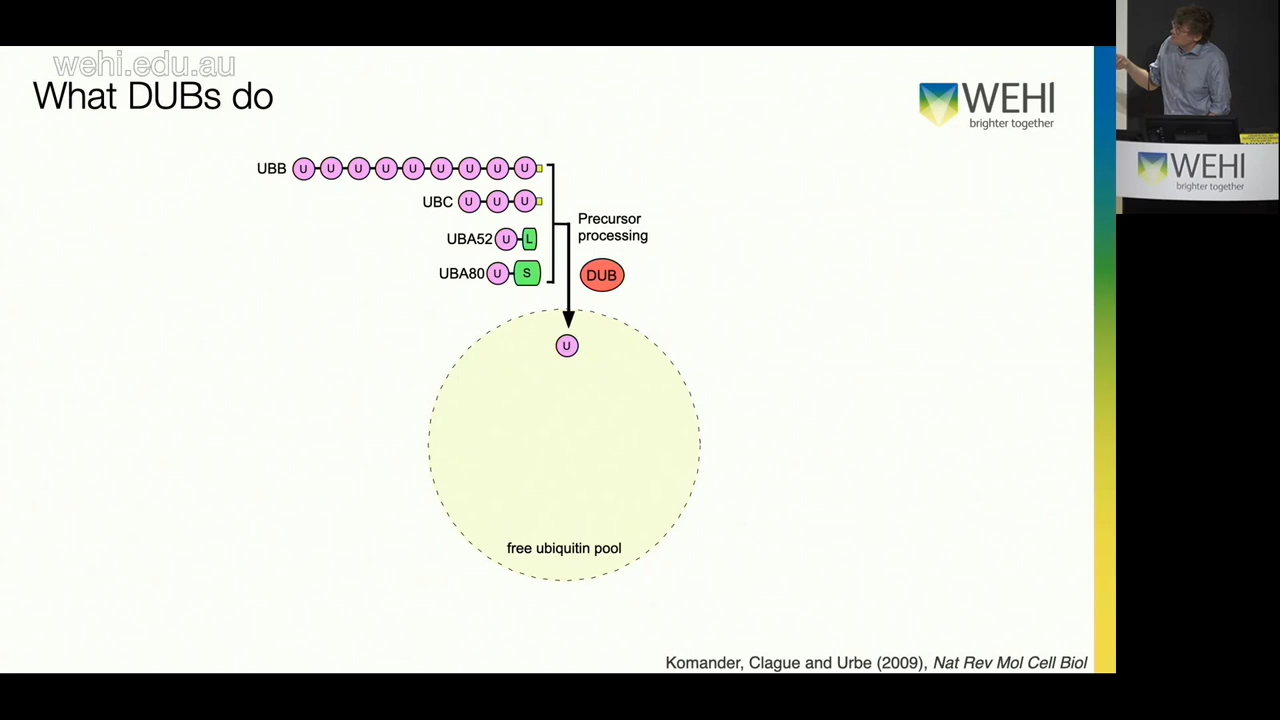 wehi.edu.au
What DUBs do
WEHI
brighter together
UBB U U U U U U U U U
UBC U U U
UBA52 U L
UBA80 U S
Precursor
processing
DUB
U
free ubiquitin pool
Komander, Clague and Urbe (2009), Nat Rev Mol Cell Biol
WEHI
brighter together